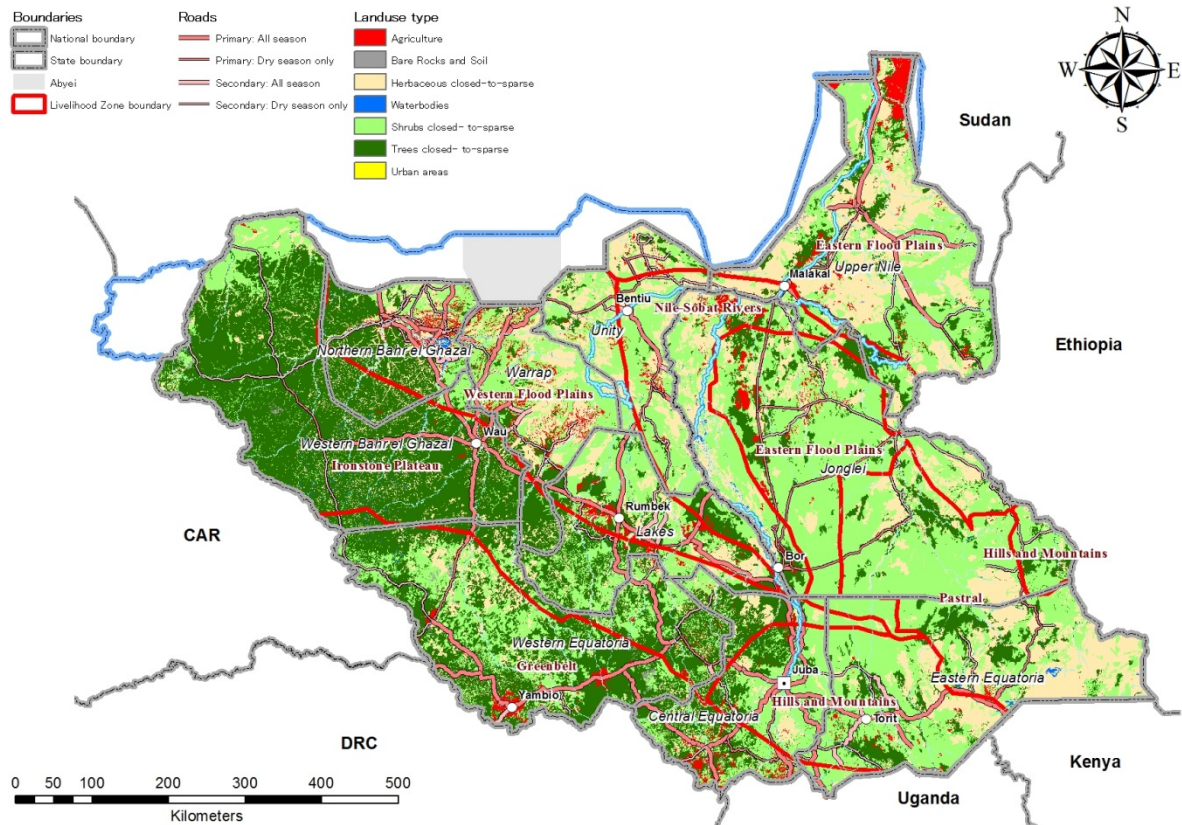 Boundaries
National boundary
State boundary
Abyei
Livelihood Zone boundary
Roads
Primary: All season
Primary: Dry season only
Secondary: All season
Secondary: Dry season only
Landuse type
Agriculture
Bare Rocks and Soil
Herbaceous closed-to-sparse
Waterbodies
Shrubs closed- to-sparse
Trees closed- to-sparse
Urban areas
N
W E
S
Sudan
Eastern Flood Plains
Upper Nile
Malakal
Bentiu
Nile-Sobat Rivers
Unity
Ethiopia
Northern Bahr el Ghazal
Warrap
Western Flood Plains
Wau
Western Bahr el Ghazal
Ironstone Plateau
Eastern Flood Plains
Jonglei
Rumbek
Lakes
CAR
Bor
Hills and Mountains
Pastral
Western Equatoria
Greenbelt
Juba
Eastern Equatoria
Yambio
Hills and Mountains
Central Equatoria
Torit
DRC
Kenya
Uganda
0 50 100 200 300 400 500
Kilometers